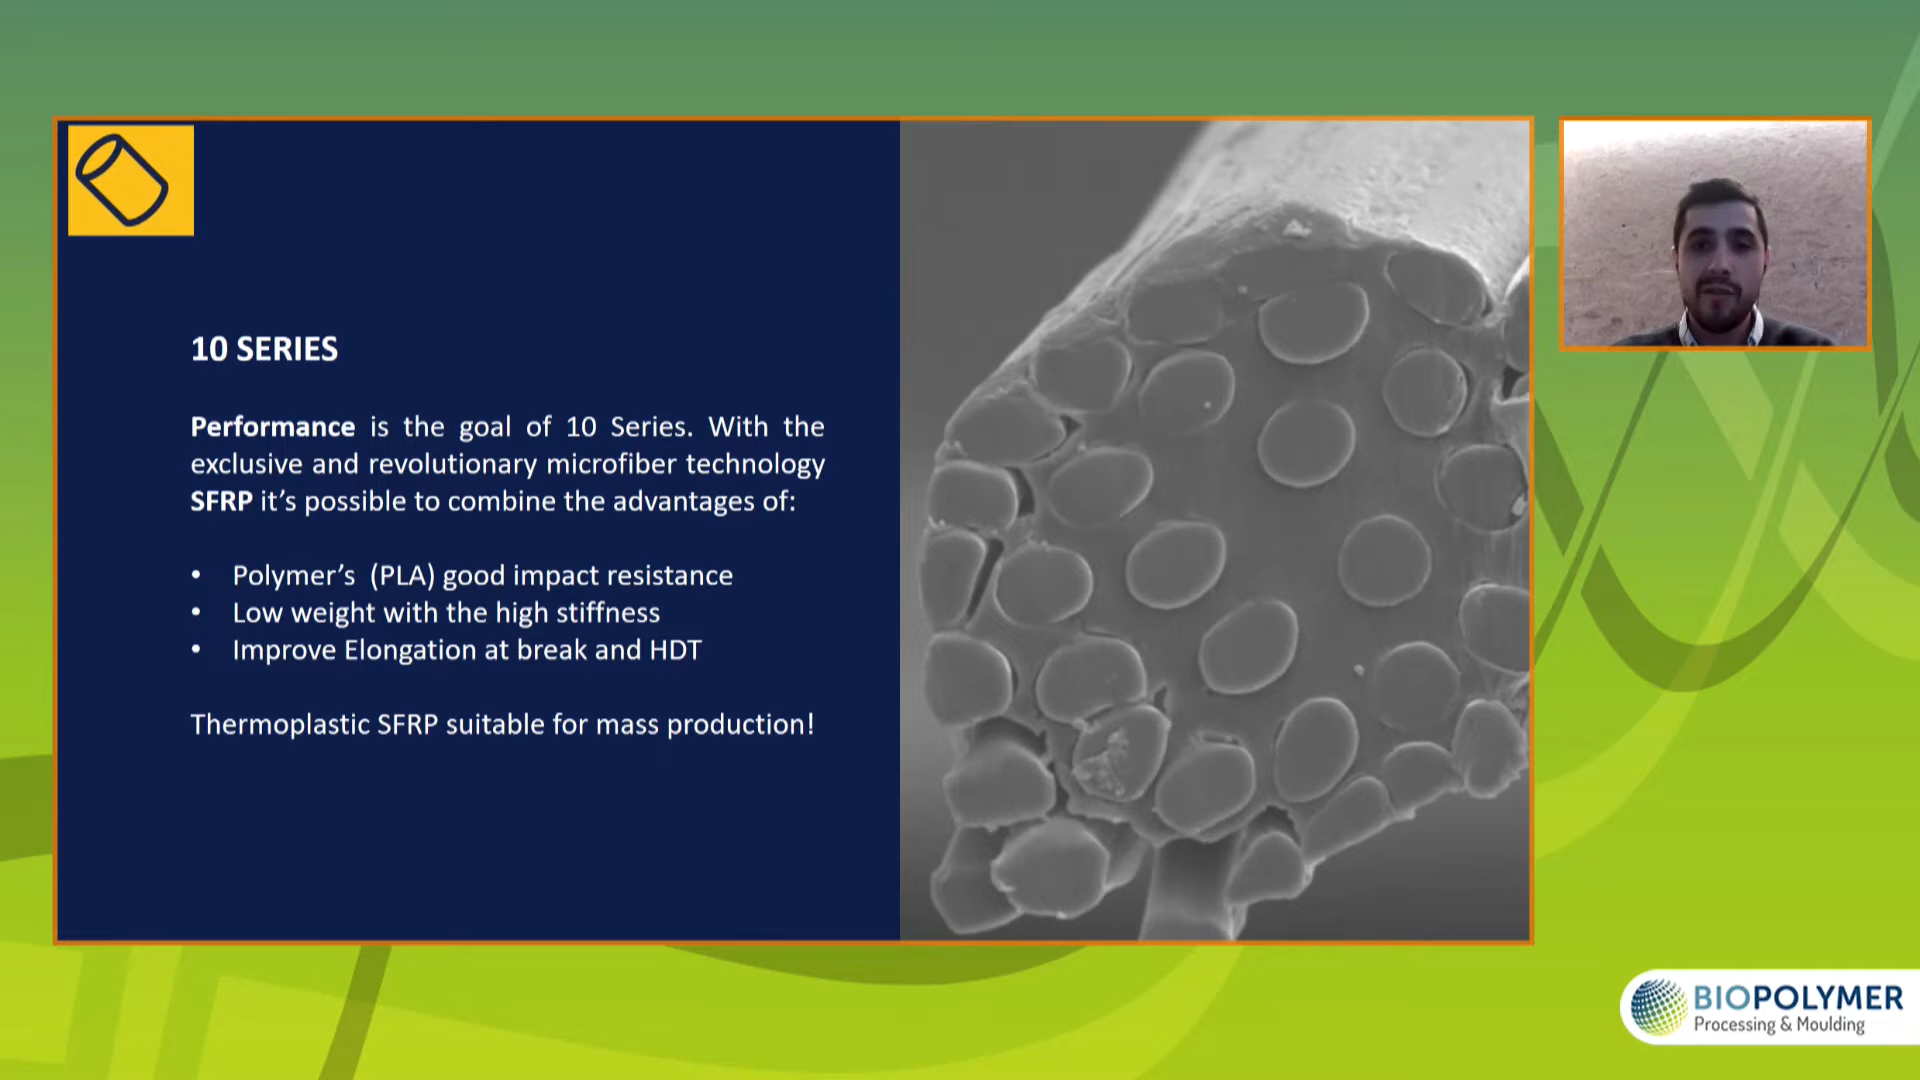 10 SERIES
Performance is the goal of 10 Series. With the
exclusive and revolutionary microfiber technology
SFRP it’s possible to combine the advantages of:
• Polymer’s (PLA) good impact resistance
• Low weight with the high stiffness
• Improve Elongation at break and HDT
Thermoplastic SFRP suitable for mass production!
BIOPOLYMER
Processing & Moulding